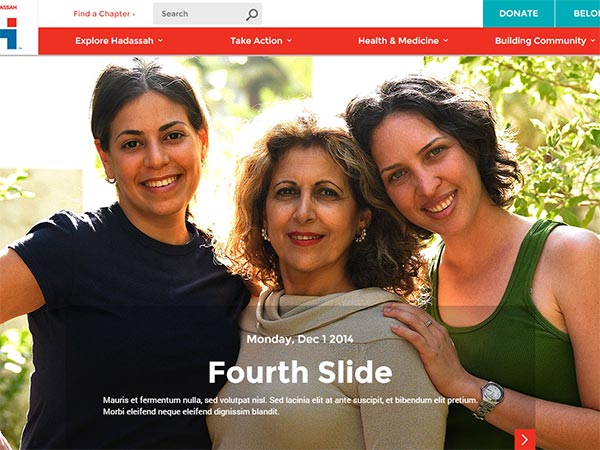 ASSAH
Find a Chapter ›
Search
DONATE
BELO
Explore Hadassah
Take Action
Health & Medicine
Building Community
Monday, Dec 1 2014
Fourth Slide
Mauris et fermentum nulla, sed volutpat nisl. Sed lacinia elit at ante suscipit, et bibendum elit pretium.
Morbi eleifend neque eleifend dignissim blandit.